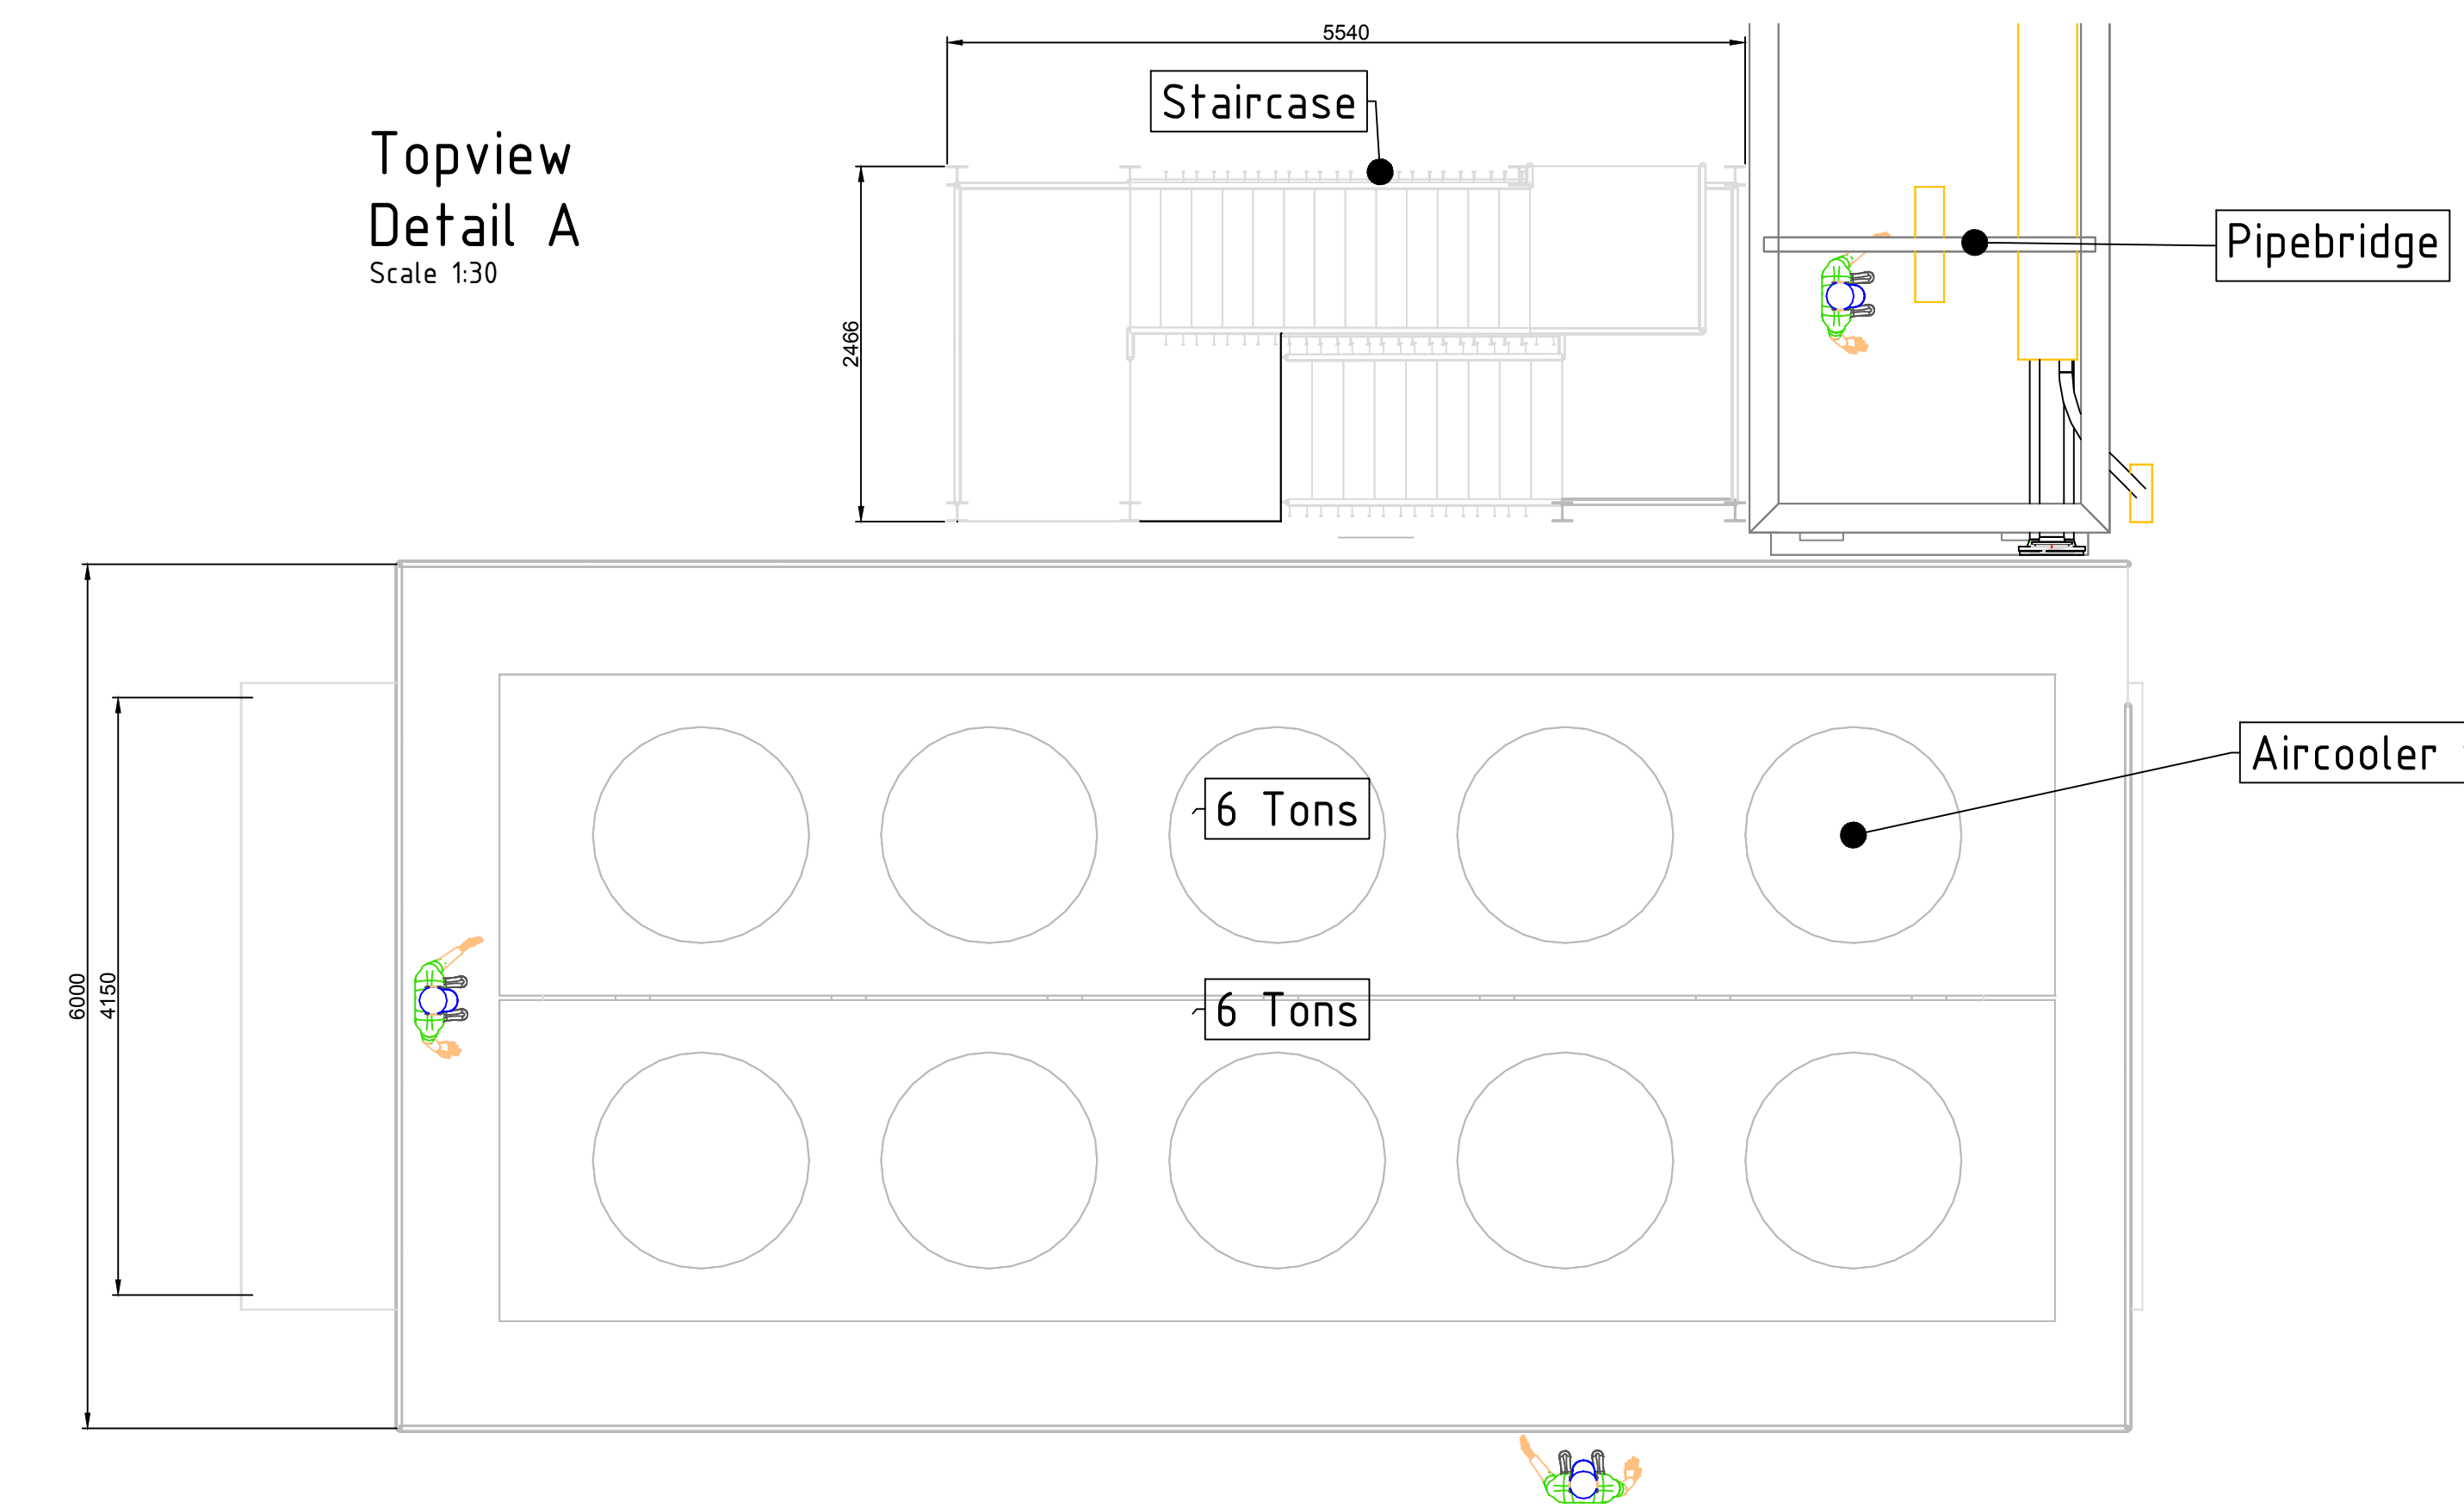 5540
Staircase
Topview
Detail A
Scale 1:30
Pipebridge
2466
Aircooler
6 Tons
6000
4150
6 Tons